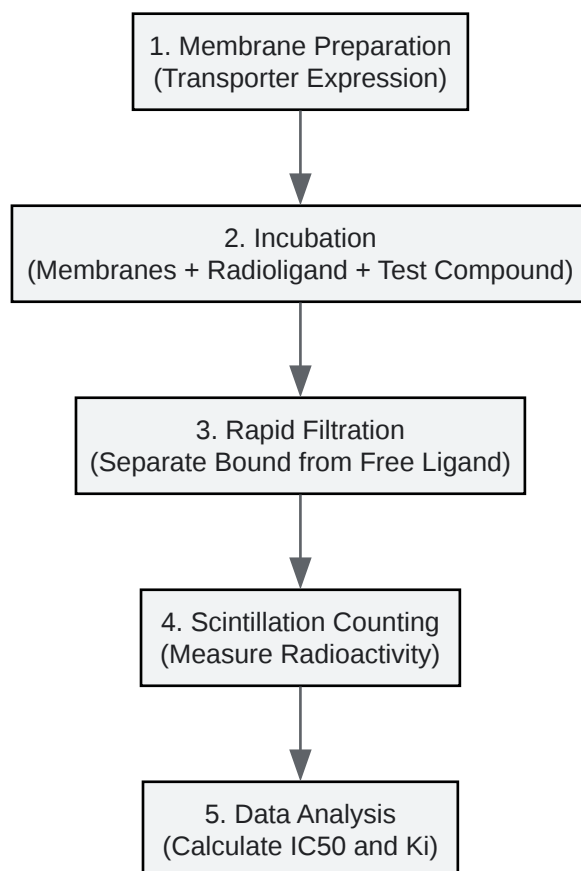 1. Membrane Preparation
(Transporter Expression)
2. Incubation
(Membranes + Radioligand + Test Compound)
3. Rapid Filtration
(Separate Bound from Free Ligand)
4. Scintillation Counting
(Measure Radioactivity)
5. Data Analysis
(Calculate IC50 and Ki)